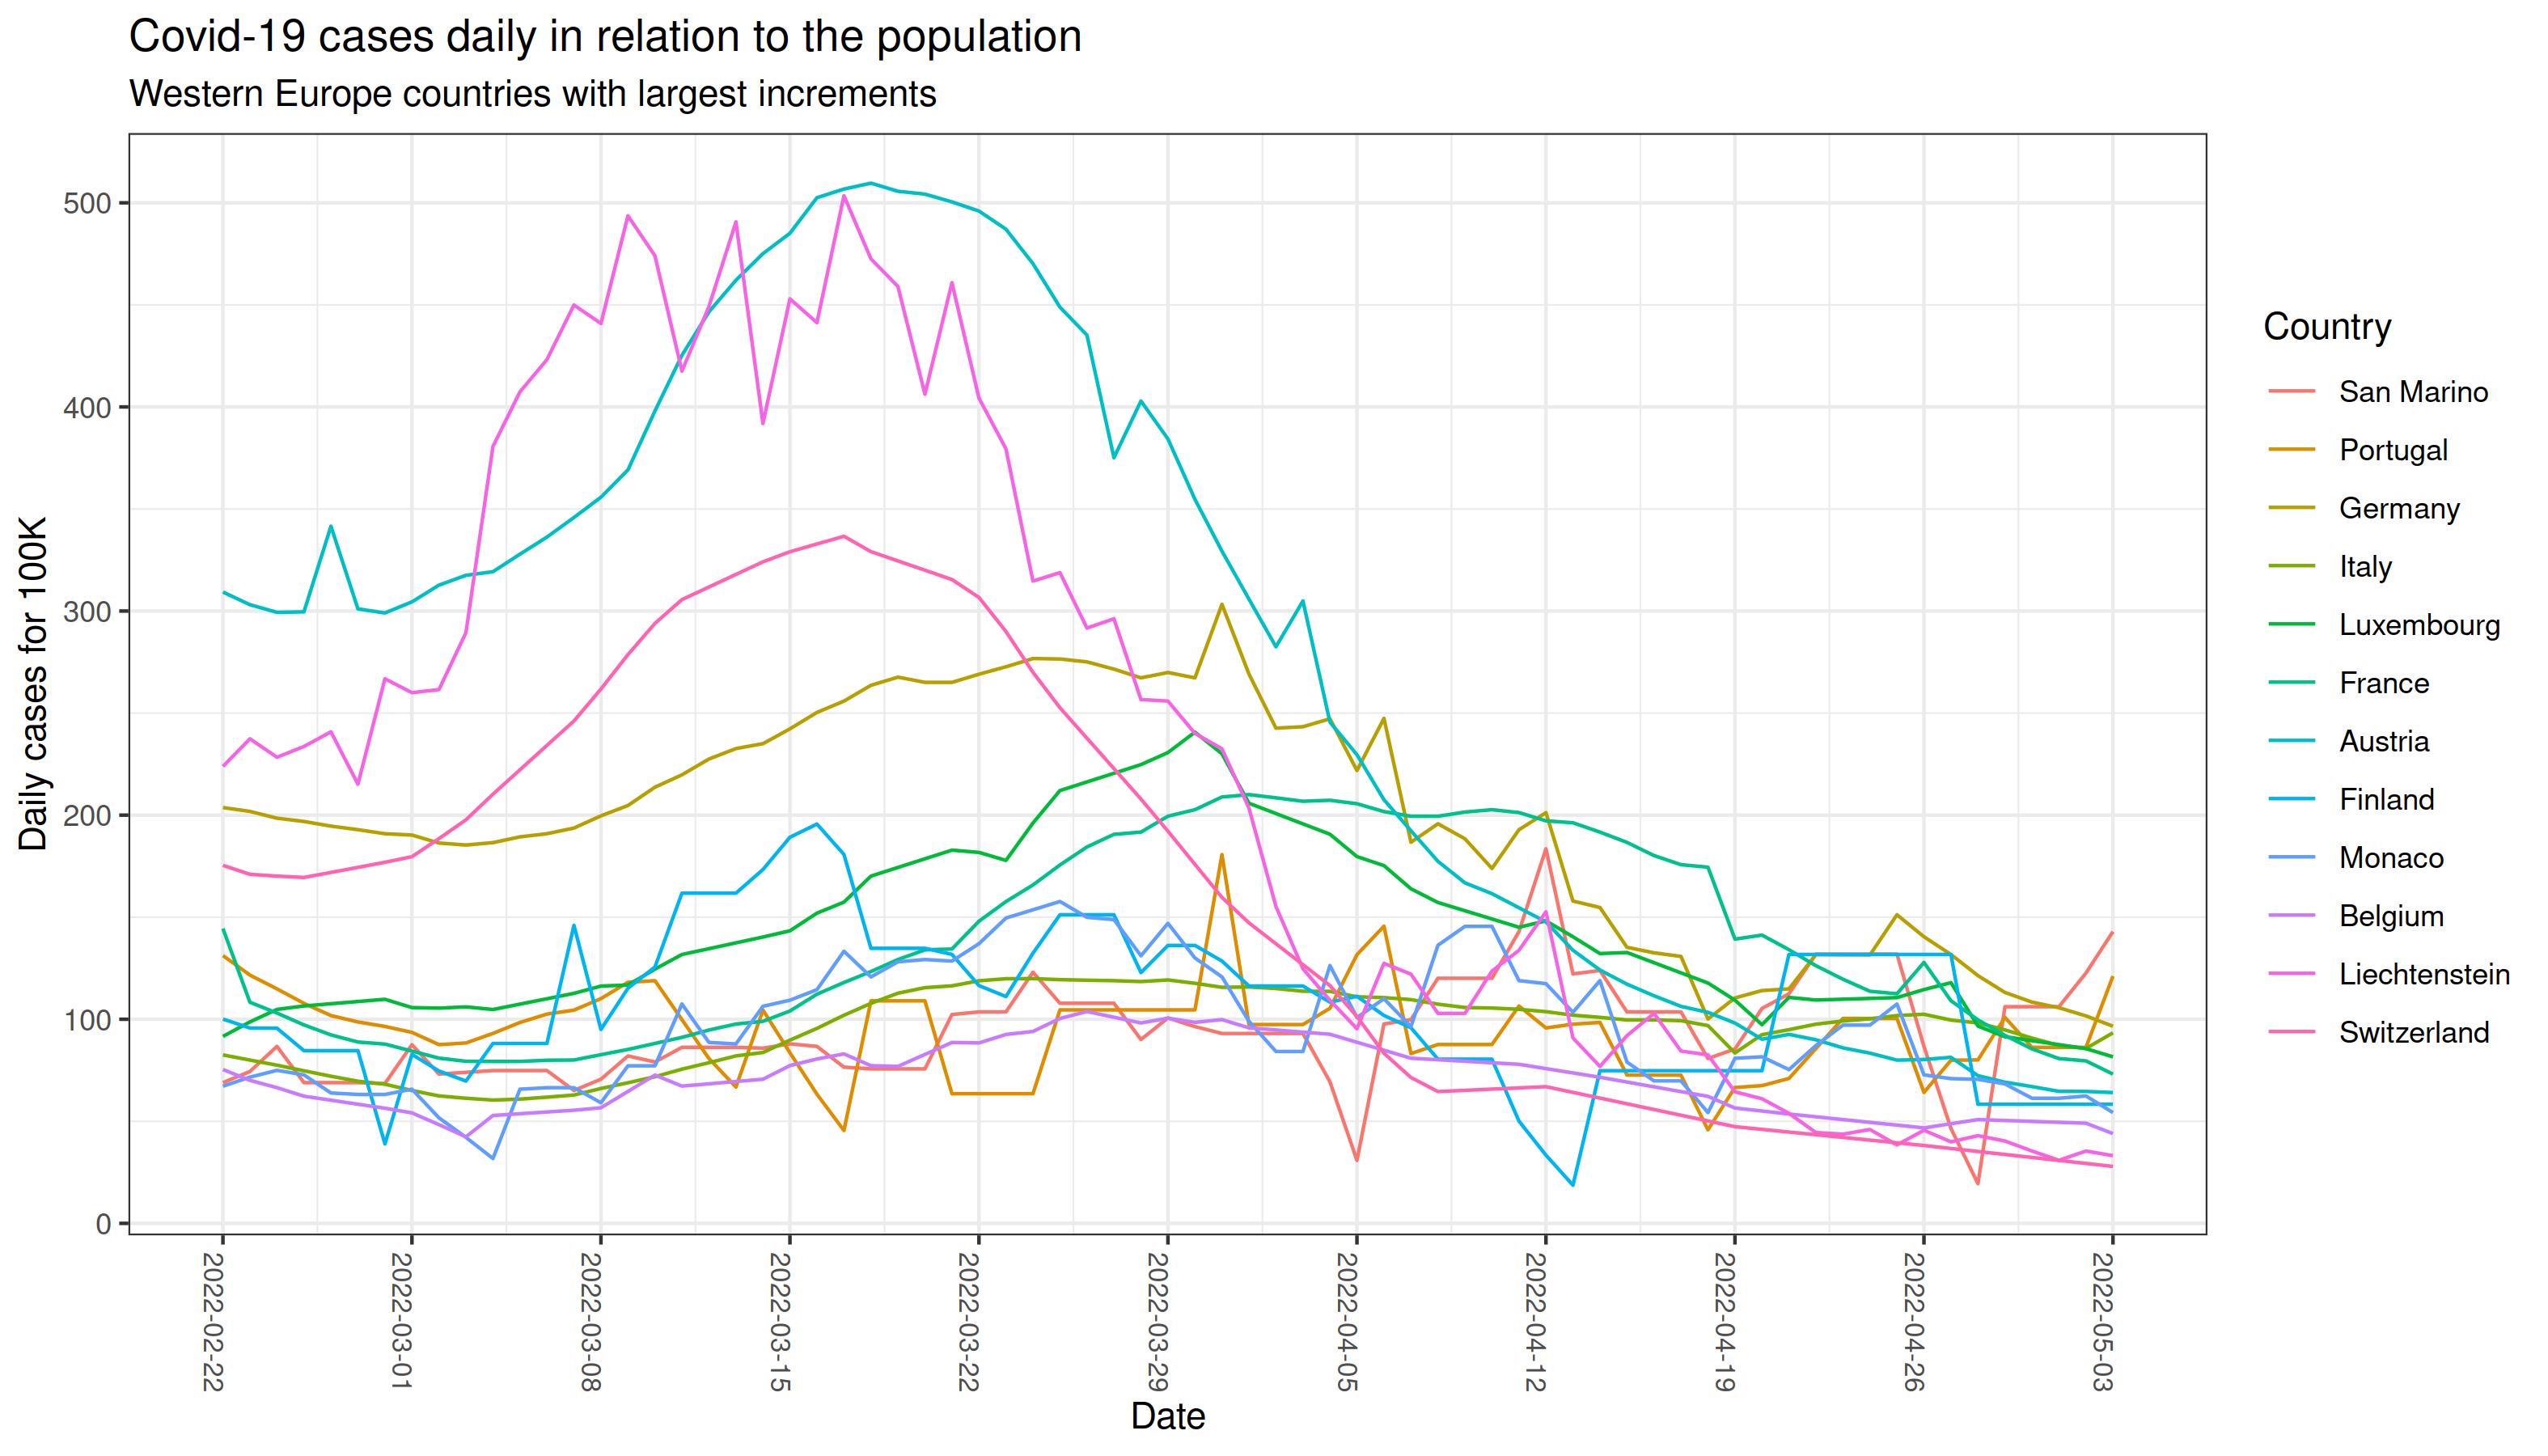 Covid-19 cases daily in relation to the population
Western Europe countries with largest increments
Daily cases for 100K
500
400
300
200
100
0
2022-02-22
2022-03-01
2022-03-08
2022-03-15
2022-03-22
2022-03-29
2022-04-05
2022-04-12
2022-04-19
2022-04-26
2022-05-03
Date
Country
San Marino
Portugal
Germany
Italy
Luxembourg
France
Austria
Finland
Monaco
Belgium
Liechtenstein
Switzerland